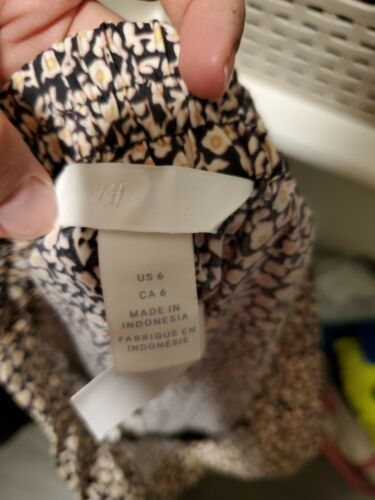 US 6
CA 6
MADE IN
INDONESIA
FABRIQUÉ EN
INDONÉSIE